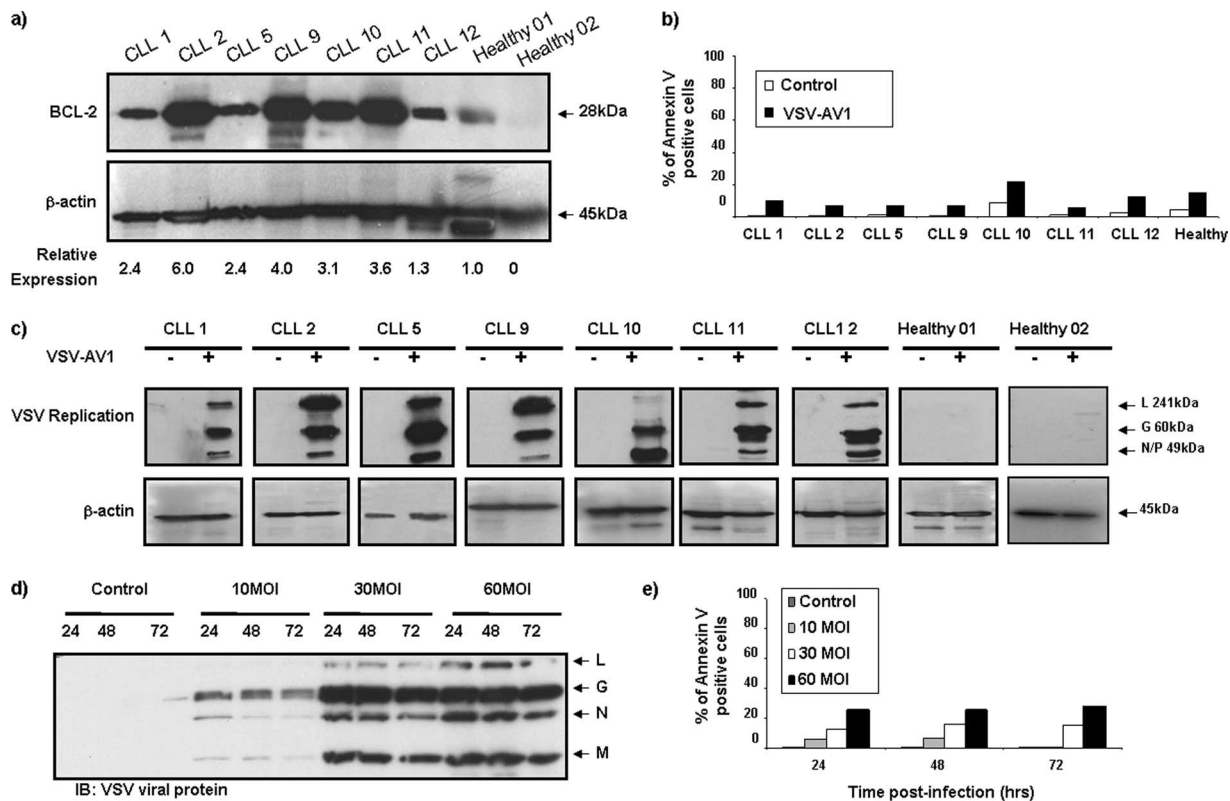 a)
CLL 1 CLL 2 CLL 5 CLL 9 CLL 10 CLL 11 CLL 12 Healthy 01 Healthy 02
BCL-2
28kDa
β-actin
45kDa
Relative
Expression
2.4 6.0 2.4 4.0 3.1 3.6 1.3 1.0 0
b)
% of Annexin V
positive cells
100
80
60
40
20
0
Control
VSV-AV1
CLL 1 CLL 2 CLL 5 CLL 9 CLL 10 CLL 11 CLL 12 Healthy
c)
CLL 1 CLL 2 CLL 5 CLL 9 CLL 10 CLL 11 CLL1 2 Healthy 01 Healthy 02
VSV-AV1
- + - + - + - + - + - + - + - + - +
VSV Replication
L 241kDa
G 60kDa
N/P 49kDa
β-actin
45kDa
d)
Control 10MOI 30MOI 60MOI
24 48 72 24 48 72 24 48 72 24 48 72
L
G
N
M
IB: VSV viral protein
e)
% of Annexin V
positive cells
100
80
60
40
20
0
Control
10 MOI
30 MOI
60 MOI
24 48 72
Time post-infection (hrs)